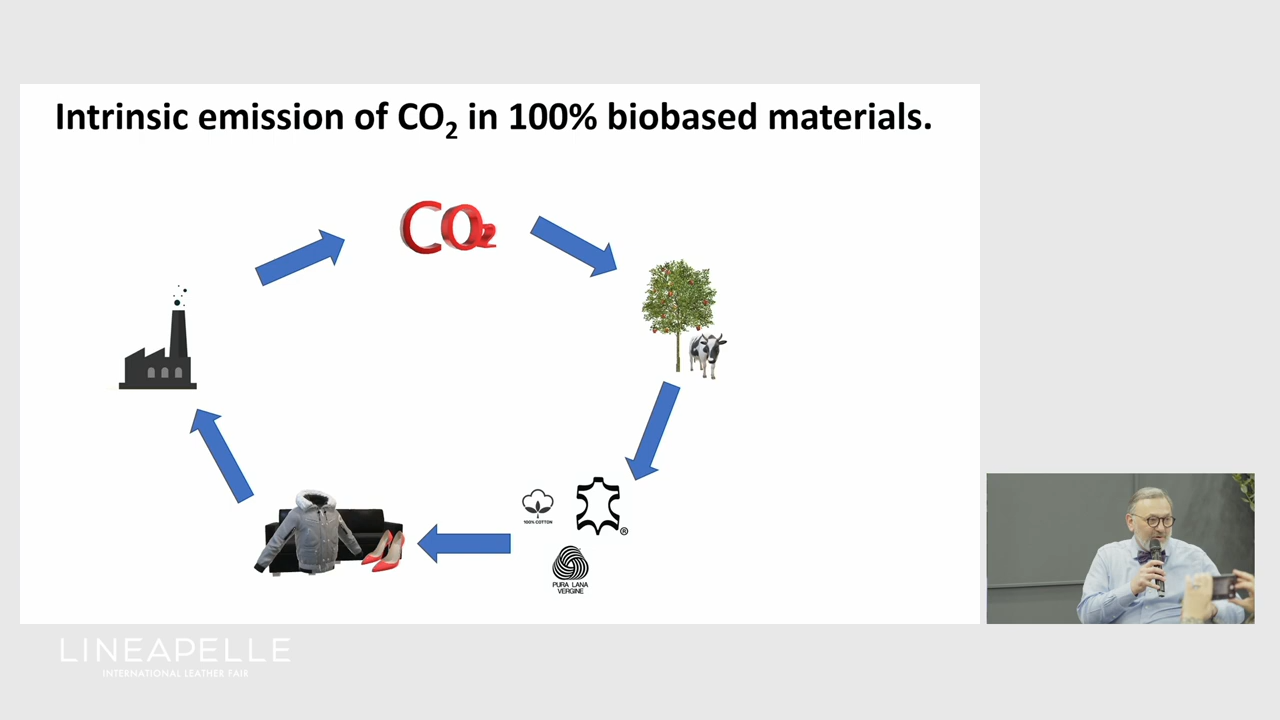 Intrinsic emission of CO₂ in 100% biobased materials.
CO₂
100% COTTON
®
PURA LANA
VERGINE
LINEAPELLE
INTERNATIONAL LEATHER FAIR